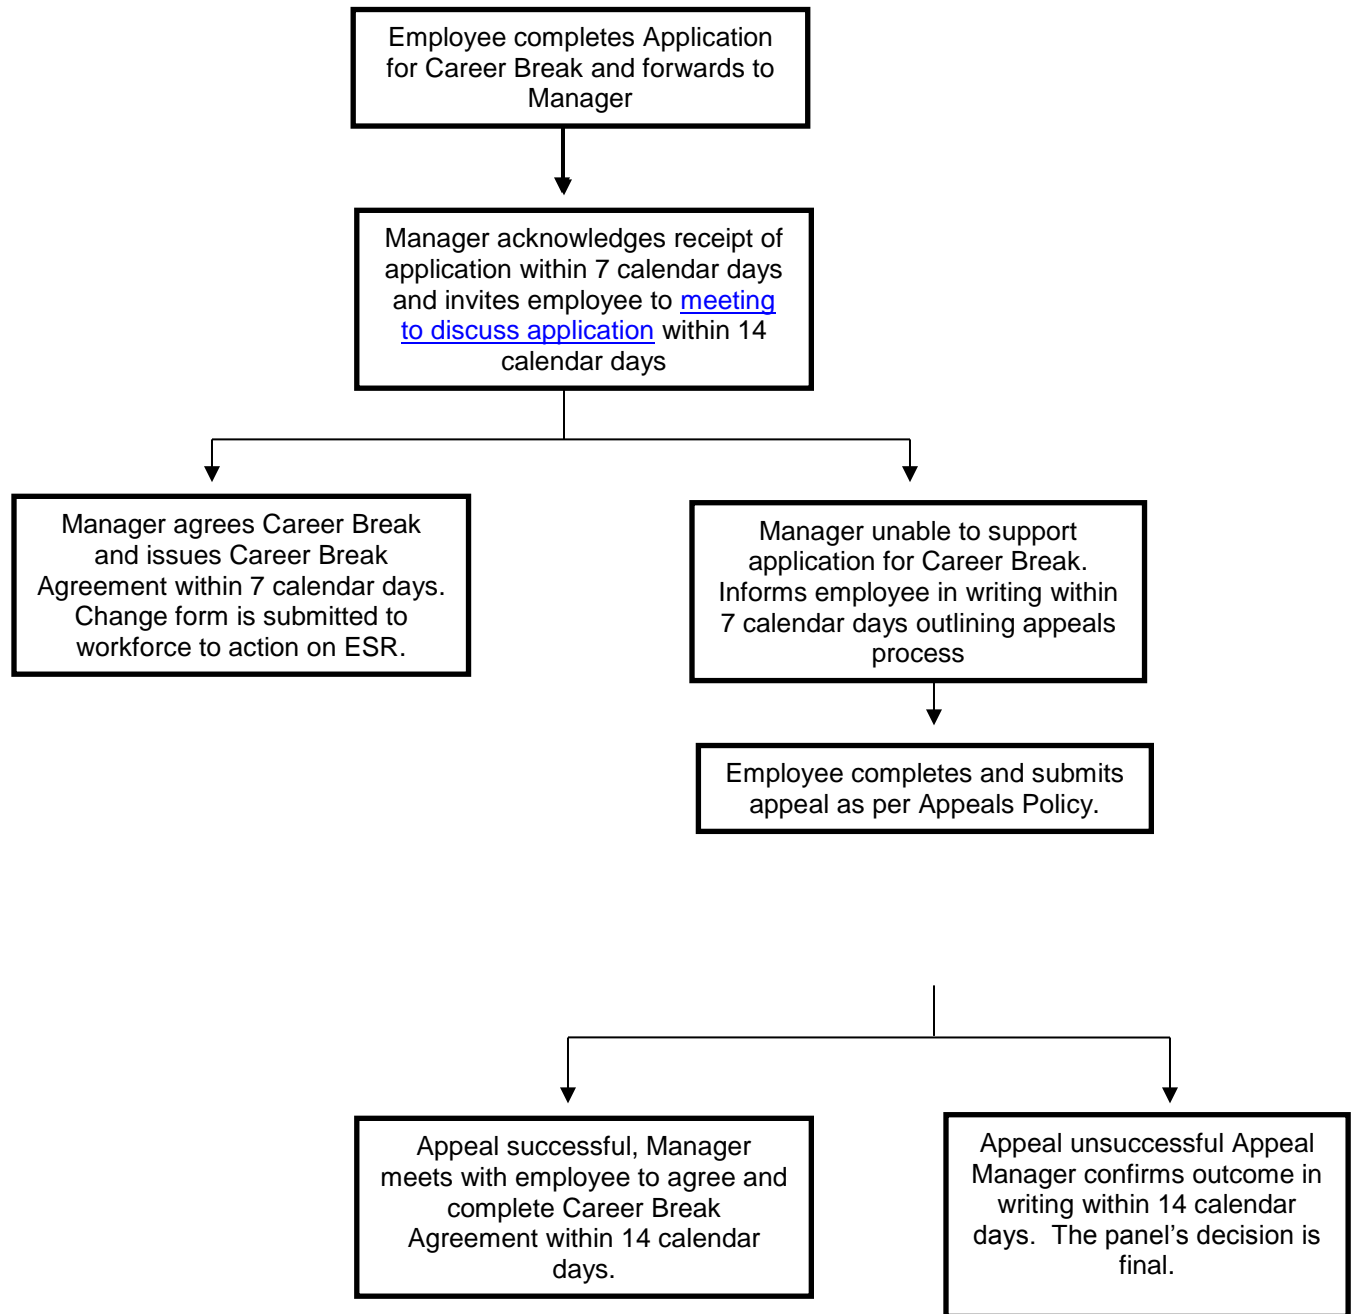 Employee completes Application
for Career Break and forwards to
Manager
Manager acknowledges receipt of
application within 7 calendar days
and invites employee to meeting
to discuss application within 14
calendar days
Manager agrees Career Break
and issues Career Break
Agreement within 7 calendar days.
Change form is submitted to
workforce to action on ESR.
Manager unable to support
application for Career Break.
Informs employee in writing within
7 calendar days outlining appeals
process
Employee completes and submits
appeal as per Appeals Policy.
Appeal successful, Manager
meets with employee to agree and
complete Career Break
Agreement within 14 calendar
days.
Appeal unsuccessful Appeal
Manager confirms outcome in
writing within 14 calendar
days.  The panel’s decision is
final.